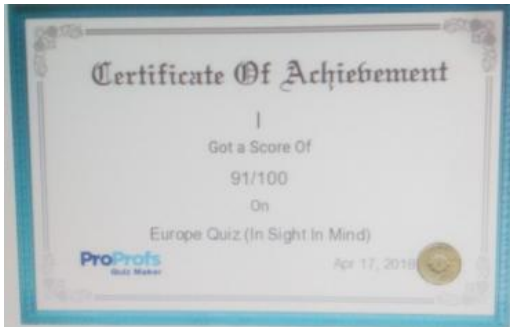 Certificate Of Achievement
I
Got a Score Of
91/100
On
Europe Quiz (In Sight In Mind)
ProProfs
Quiz Maker
Apr 17, 2018